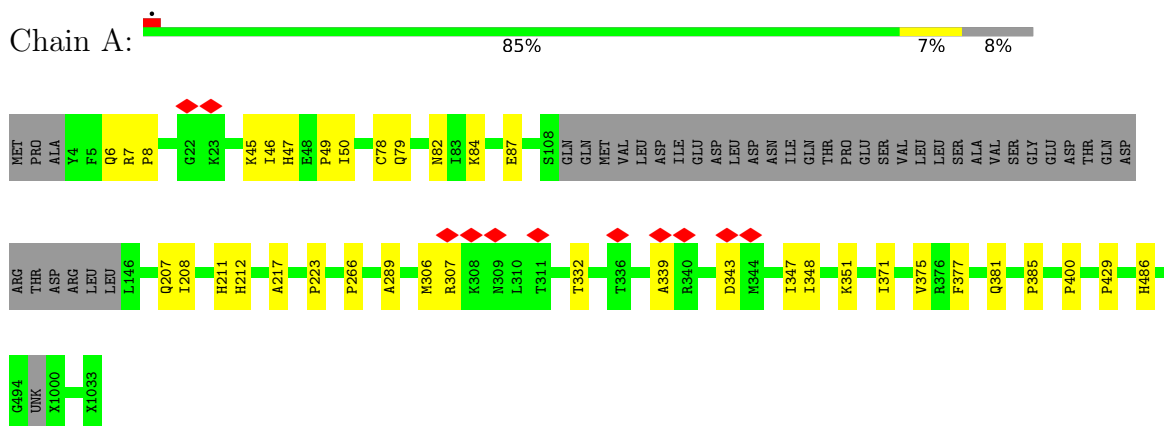 Chain A:
85% 7% 8%
MET PRO ALA Y4 F5 Q6 R7 P8 G22 K23 K45 I46 H47 E48 P49 I50 C78 Q79 N82 I83 K84 E87 S108 GLN GLN MET VAL LEU ASP ILE GLU ASP LEU ASP ASN ILE GLN THR PRO GLU SER VAL LEU LEU SER ALA VAL SER GLY GLU ASP THR GLN ASP
ARG THR ASP ARG LEU LEU L146 Q207 I208 H211 H212 A217 P223 P266 A289 M306 R307 K308 N309 L310 T311 T332 T336 A339 R340 D343 M344 I347 I348 K351 I371 V375 R376 F377 Q381 P385 P400 P429 H486
G494 UNK X1000 X1033